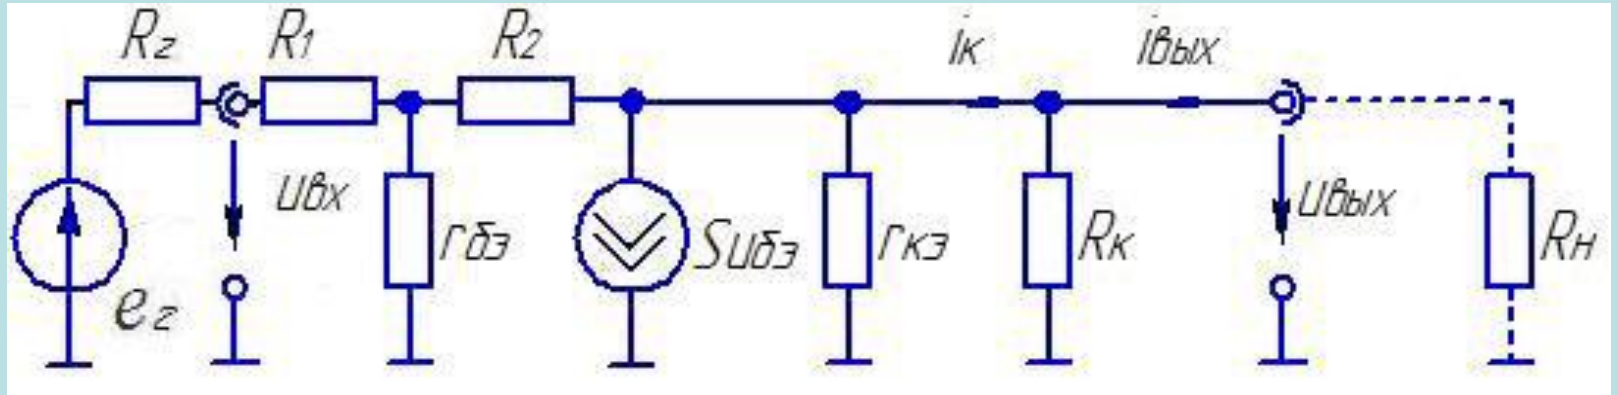 Rг R1 R2 iк iвых
uвх rбэ Suбэ rкэ Rк uвых Rн
eг